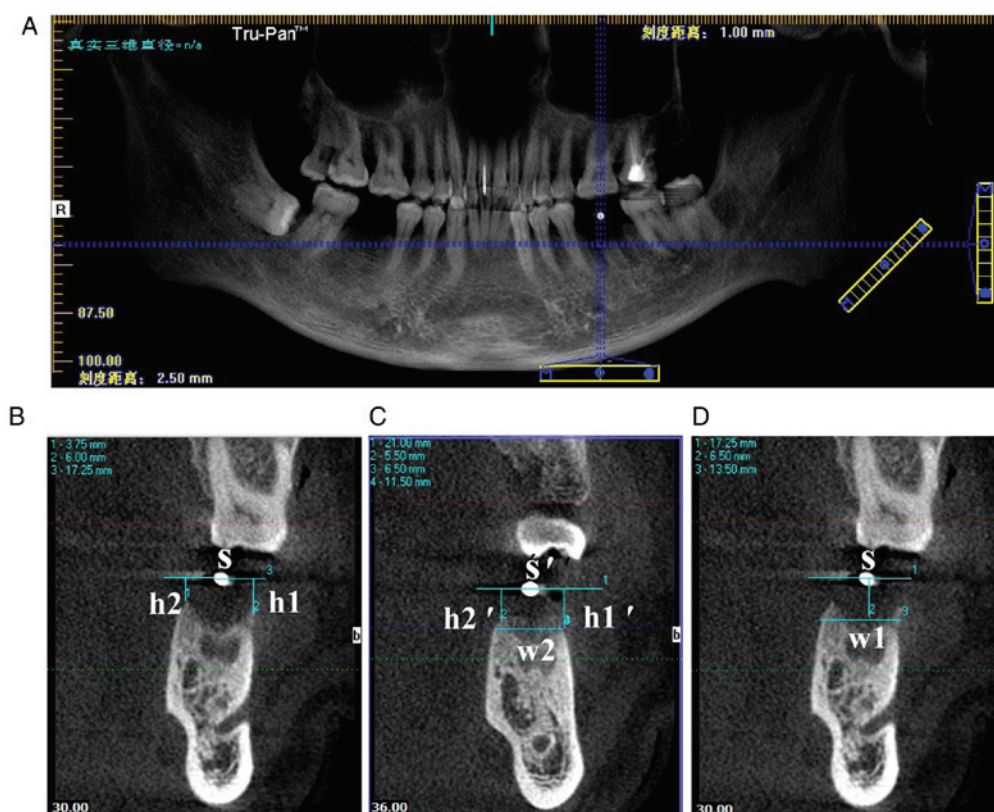 A
Tru-Pan™
真实三维直径=n/a
刻度距离： 1.00 mm
R
87.50
100.00
刻度距离： 2.50 mm
B
1 - 3.75 mm
2 - 6.00 mm
3 - 17.25 mm
S
3
h2
1
2
h1
b
30.00
C
1 - 21.00 mm
2 - 5.50 mm
3 - 6.50 mm
4 - 11.50 mm
S′
1
h2′
2
h1′
w2
b
36.00
D
1 - 17.25 mm
2 - 6.50 mm
3 - 13.50 mm
S
1
2
3
w1
30.00